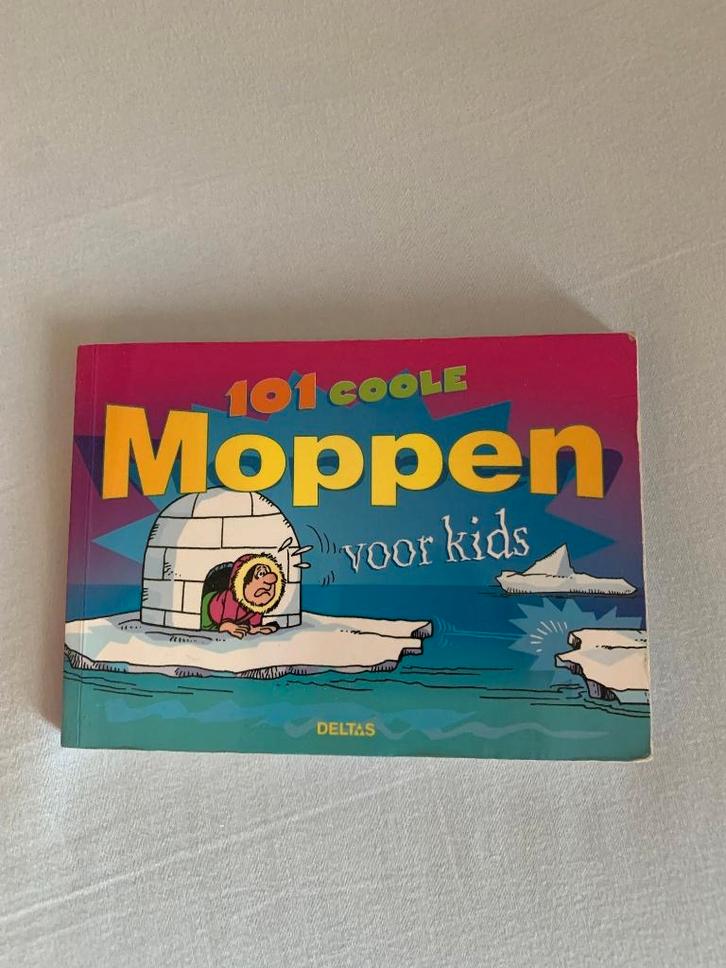 101 COOLE
Moppen
voor kids
DELTAS